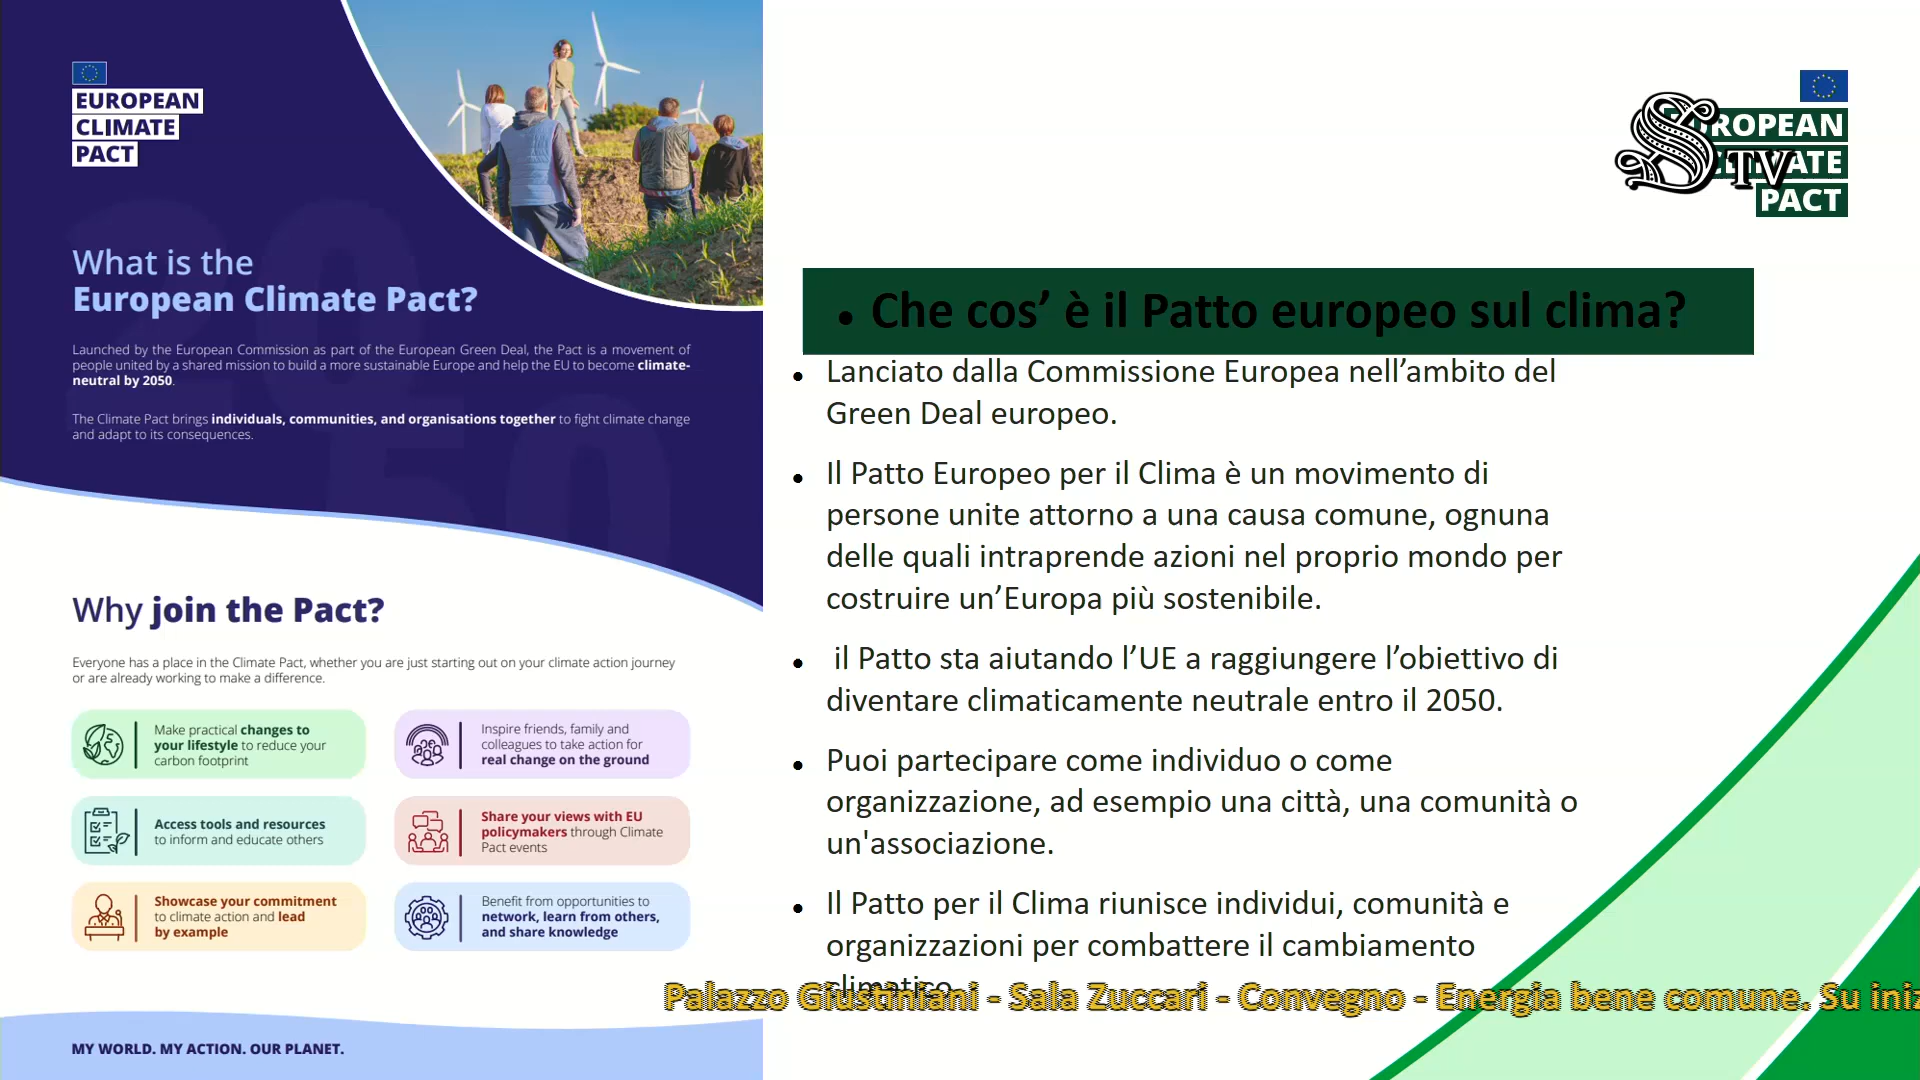 EUROPEAN
CLIMATE
PACT
What is the
European Climate Pact?
Launched by the European Commission as part of the European Green Deal, the Pact is a movement of
people united by a shared mission to build a more sustainable Europe and help the EU to become climate-
neutral by 2050.
The Climate Pact brings individuals, communities, and organisations together to fight climate change
and adapt to its consequences.
Why join the Pact?
Everyone has a place in the Climate Pact, whether you are just starting out on your climate action journey
or are already working to make a difference.
Make practical changes to
your lifestyle to reduce your
carbon footprint
Inspire friends, family and
colleagues to take action for
real change on the ground
Access tools and resources
to inform and educate others
Share your views with EU
policymakers through Climate
Pact events
Showcase your commitment
to climate action and lead
by example
Benefit from opportunities to
network, learn from others,
and share knowledge
MY WORLD. MY ACTION. OUR PLANET.
EUROPEAN
CLIMATE
PACT
S TV
• Che cos’ è il Patto europeo sul clima?
• Lanciato dalla Commissione Europea nell’ambito del
Green Deal europeo.
• Il Patto Europeo per il Clima è un movimento di
persone unite attorno a una causa comune, ognuna
delle quali intraprende azioni nel proprio mondo per
costruire un’Europa più sostenibile.
• il Patto sta aiutando l’UE a raggiungere l’obiettivo di
diventare climaticamente neutrale entro il 2050.
• Puoi partecipare come individuo o come
organizzazione, ad esempio una città, una comunità o
un'associazione.
• Il Patto per il Clima riunisce individui, comunità e
organizzazioni per combattere il cambiamento
climatico.
Palazzo Giustiniani - Sala Zuccari - Convegno - Energia bene comune. Su iniz